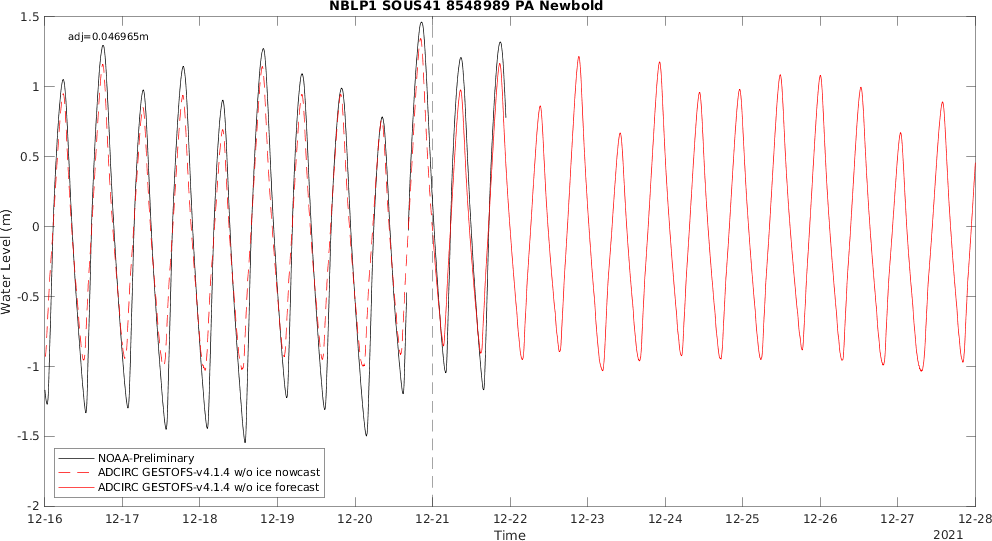 NBLP1 SOUS41 8548989 PA Newbold
adj=0.046965m
1.5
1
0.5
0
-0.5
-1
-1.5
-2
Water Level (m)
NOAA-Preliminary
ADCIRC GESTOFS-v4.1.4 w/o ice nowcast
ADCIRC GESTOFS-v4.1.4 w/o ice forecast
12-16 12-17 12-18 12-19 12-20 12-21 12-22 12-23 12-24 12-25 12-26 12-27 12-28
Time
2021